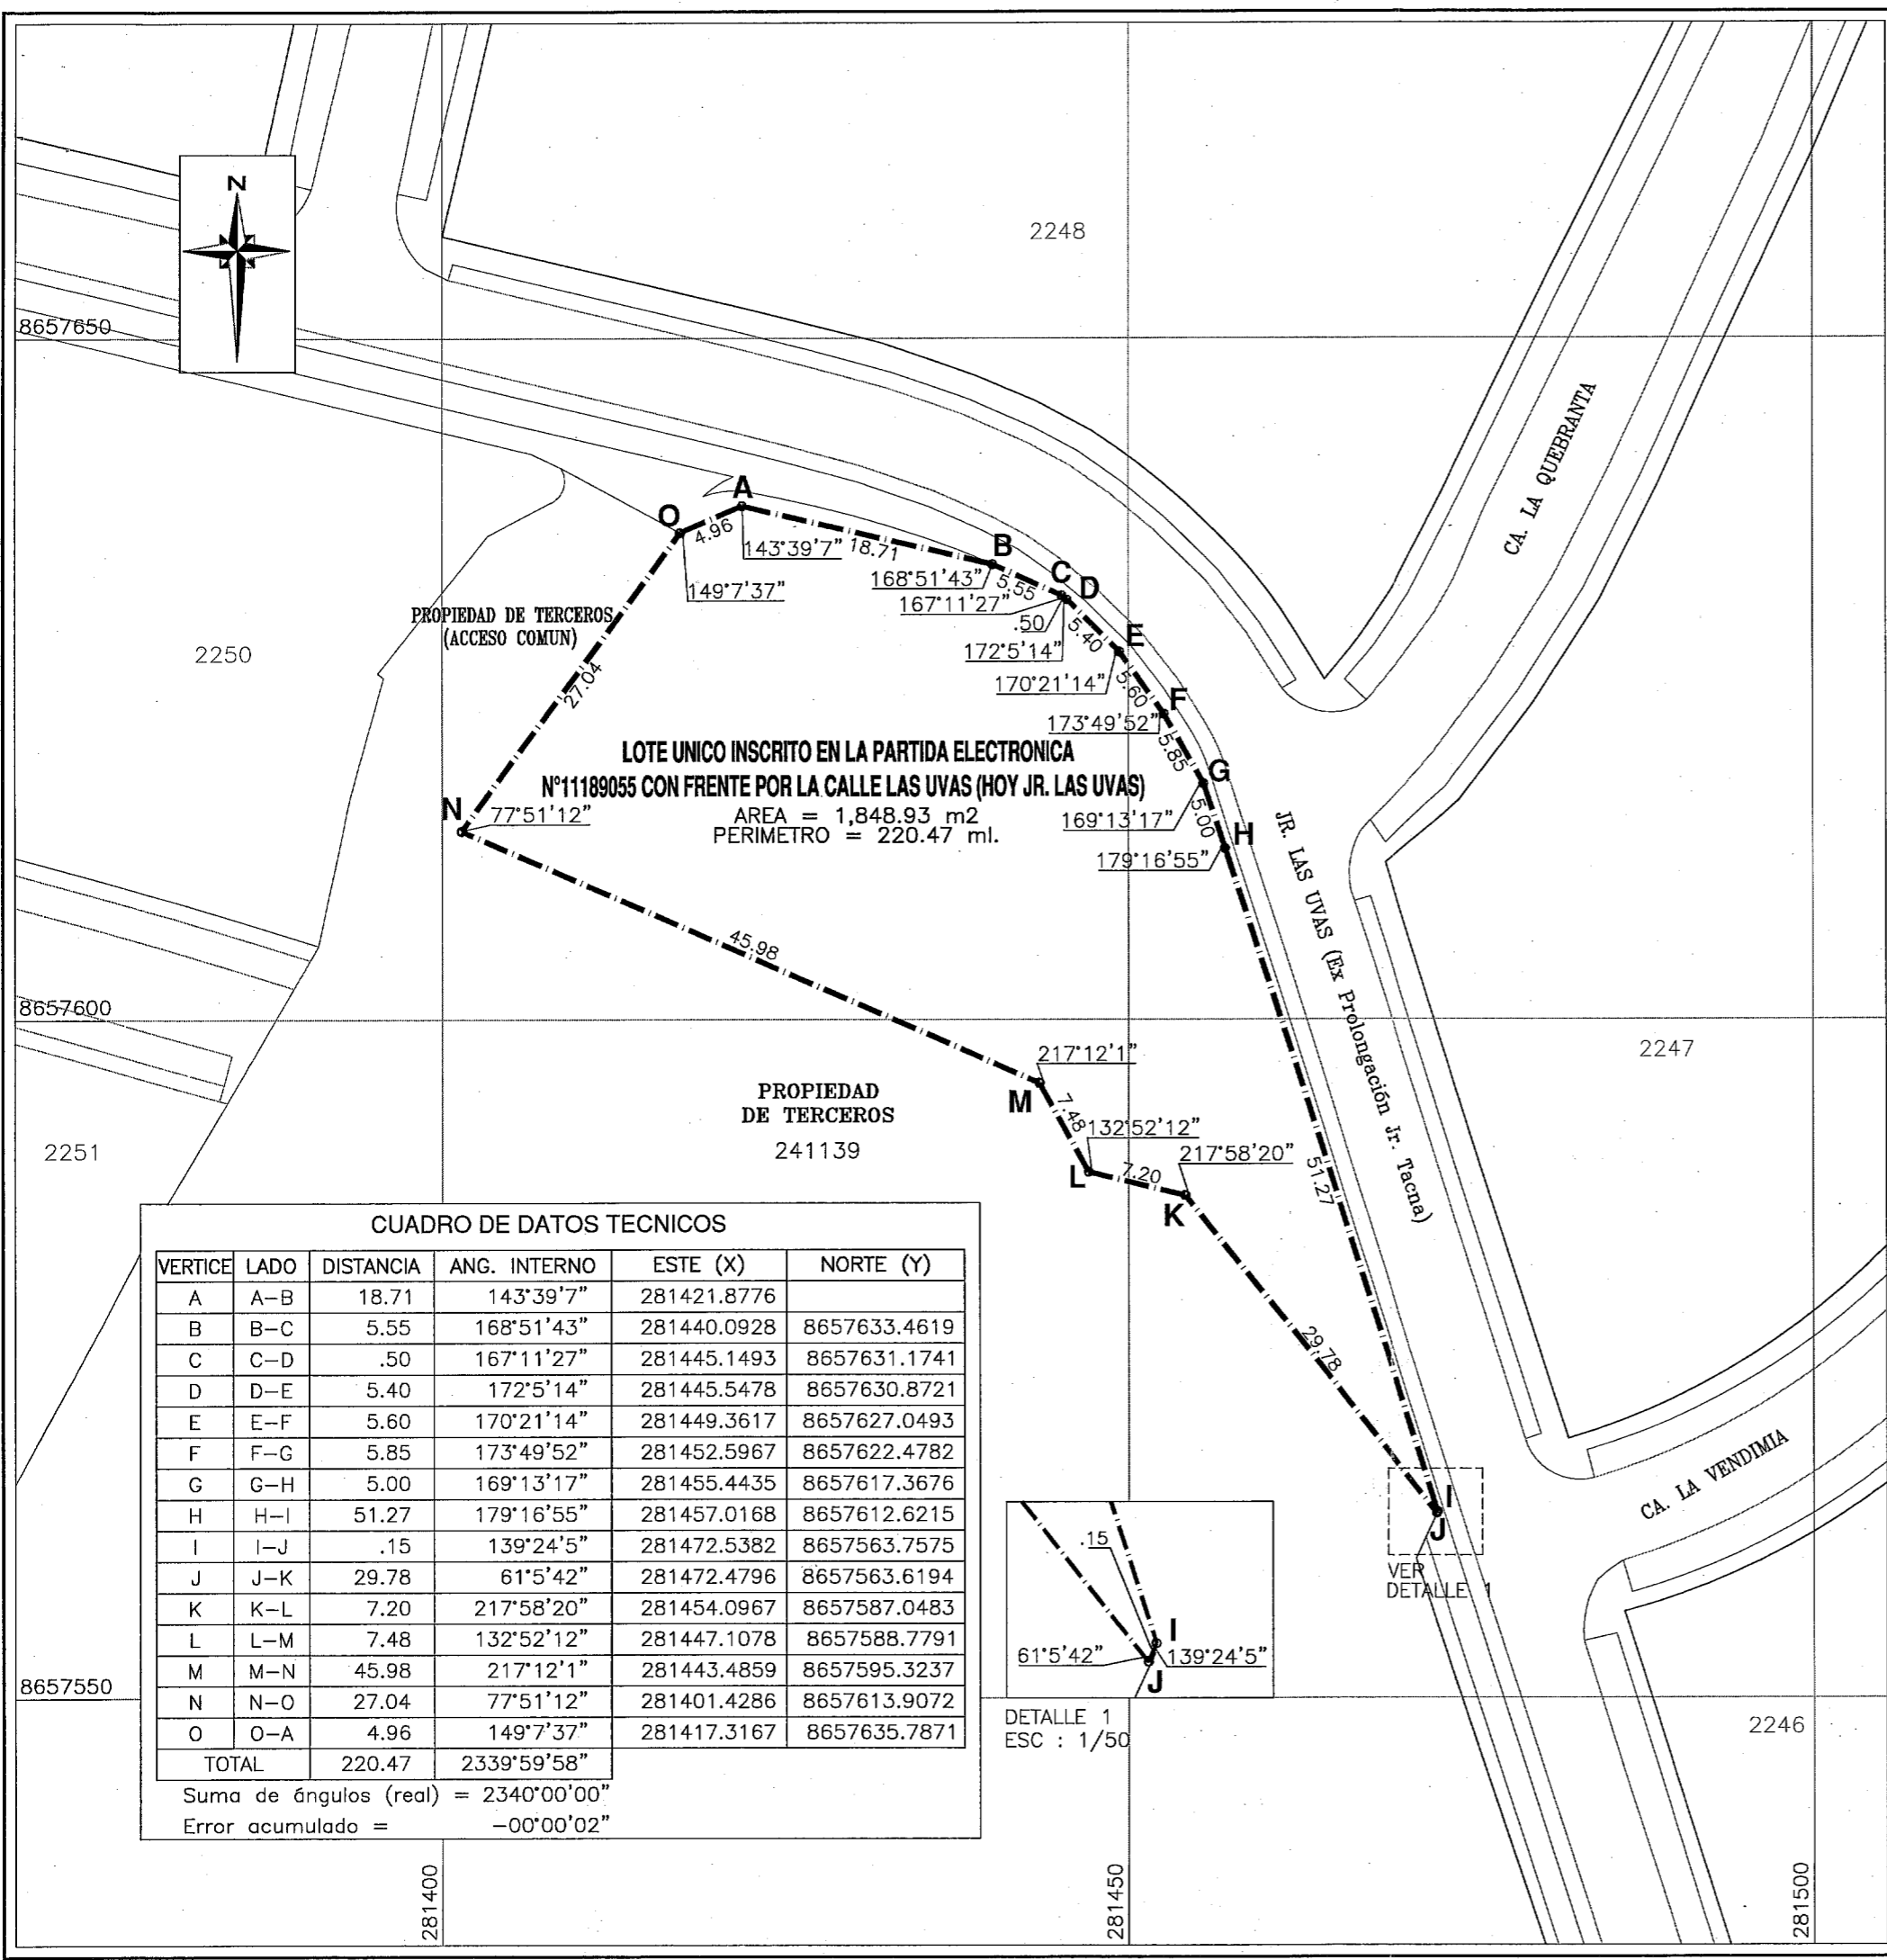 N
2248
8657650
CA. LA QUEBRANTA
A
O
4.96
143°39'7"
18.71
B
168°51'43"
5.55
C
D
149°7'37"
167°11'27"
.50
5.40
172°5'14"
E
PROPIEDAD DE TERCEROS
(ACCESO COMUN)
2250
27.04
170°21'14"
5.60
F
173°49'52"
5.85
LOTE UNICO INSCRITO EN LA PARTIDA ELECTRONICA
N°11189055 CON FRENTE POR LA CALLE LAS UVAS (HOY JR. LAS UVAS)
AREA = 1,848.93 m2
PERIMETRO = 220.47 ml.
G
5.00
169°13'17"
H
179°16'55"
N
77°51'12"
JR. LAS UVAS (Ex Prolongación Jr. Tacna)
45.98
8657600
2247
217°12'1"
M
7.48
PROPIEDAD
DE TERCEROS
241139
132°52'12"
217°58'20"
L
7.20
K
51.27
2251
29.78
CA. LA VENDIMIA
I
J
VER
DETALLE 1
CUADRO DE DATOS TECNICOS
VERTICE LADO DISTANCIA ANG. INTERNO ESTE (X) NORTE (Y)
A A-B 18.71 143°39'7" 281421.8776
B B-C 5.55 168°51'43" 281440.0928 8657633.4619
C C-D .50 167°11'27" 281445.1493 8657631.1741
D D-E 5.40 172°5'14" 281445.5478 8657630.8721
E E-F 5.60 170°21'14" 281449.3617 8657627.0493
F F-G 5.85 173°49'52" 281452.5967 8657622.4782
G G-H 5.00 169°13'17" 281455.4435 8657617.3676
H H-I 51.27 179°16'55" 281457.0168 8657612.6215
I I-J .15 139°24'5" 281472.5382 8657563.7575
J J-K 29.78 61°5'42" 281472.4796 8657563.6194
K K-L 7.20 217°58'20" 281454.0967 8657587.0483
L L-M 7.48 132°52'12" 281447.1078 8657588.7791
M M-N 45.98 217°12'1" 281443.4859 8657595.3237
N N-O 27.04 77°51'12" 281401.4286 8657613.9072
O O-A 4.96 149°7'37" 281417.3167 8657635.7871
TOTAL 220.47 2339°59'58"
Suma de ángulos (real) = 2340°00'00"
Error acumulado = -00°00'02"
.15
I
61°5'42"
139°24'5"
J
DETALLE 1
ESC : 1/50
8657550
2246
281400
281450
281500